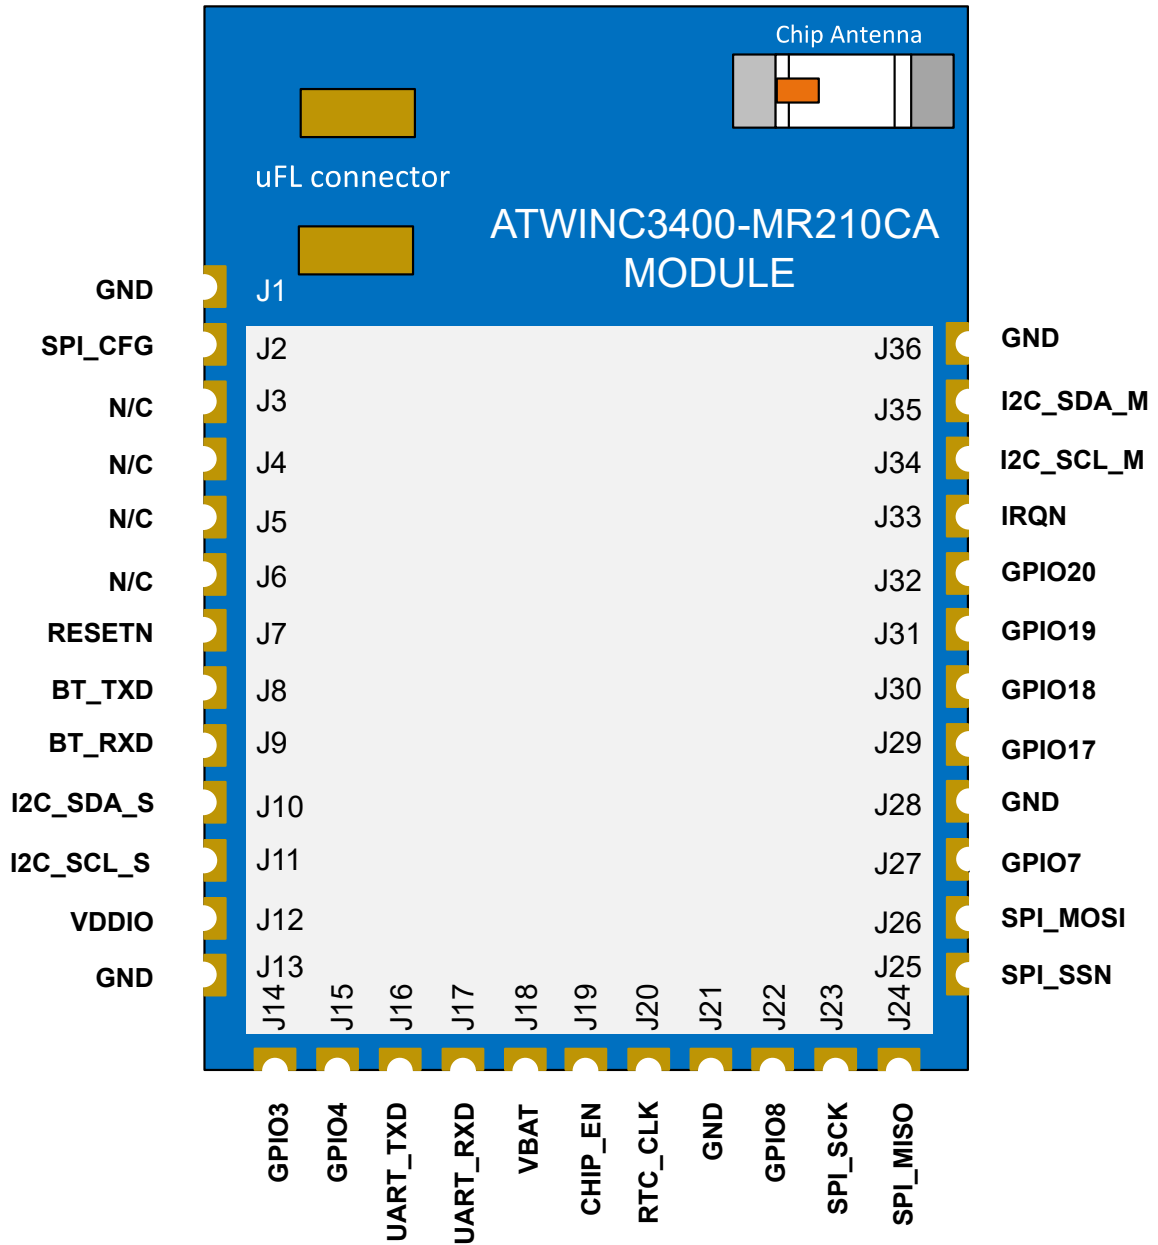 Chip Antenna
uFL connector
ATWINC3400-MR210CA
MODULE
GND J1
SPI_CFG J2
N/C J3
N/C J4
N/C J5
N/C J6
RESETN J7
BT_TXD J8
BT_RXD J9
I2C_SDA_S J10
I2C_SCL_S J11
VDDIO J12
GND J13
J36 GND
J35 I2C_SDA_M
J34 I2C_SCL_M
J33 IRQN
J32 GPIO20
J31 GPIO19
J30 GPIO18
J29 GPIO17
J28 GND
J27 GPIO7
J26 SPI_MOSI
J25 SPI_SSN
J14 GPIO3
J15 GPIO4
J16 UART_TXD
J17 UART_RXD
J18 VBAT
J19 CHIP_EN
J20 RTC_CLK
J21 GND
J22 GPIO8
J23 SPI_SCK
J24 SPI_MISO